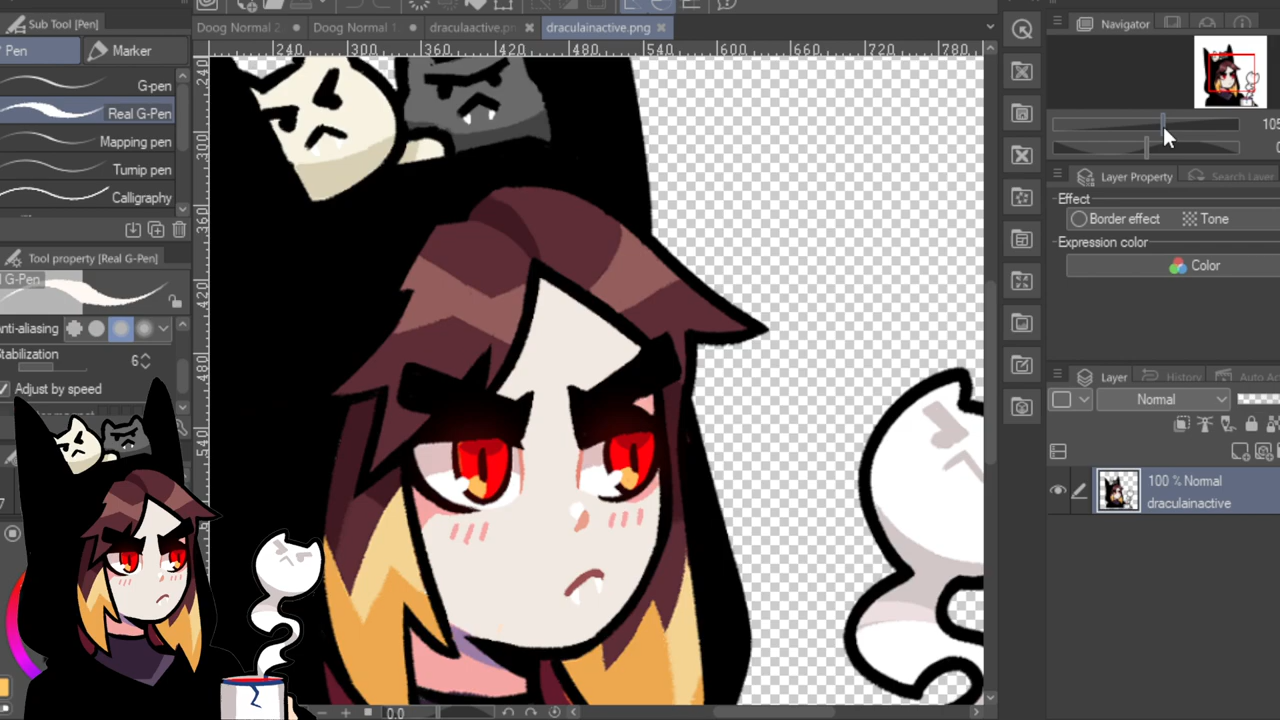 Sub Tool [Pen]
Pen
Marker
G-pen
Real G-Pen
Mapping pen
Turnip pen
Calligraphy
Tool property [Real G-Pen]
l G-Pen
nti-aliasing
Stabilization
6
Adjust by speed
Doog Normal 2
Doog Normal 1
draculaactive.pn
draculainactive.png
240 300 360 420 480 540 600 660 720 780
240
300
360
420
480
540
0.0
Navigator
105
Layer Property
Search Layer
Effect
Border effect
Tone
Expression color
Color
Layer
History
Auto Ac
Normal
100 % Normal
draculainactive